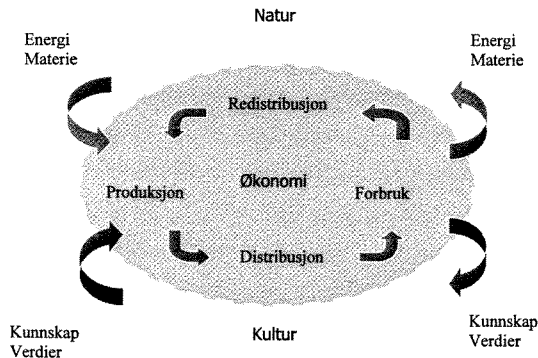 Natur
Energi
Materie
Energi
Materie
Redistribusjon
Produksjon
Økonomi
Forbruk
Distribusjon
Kunnskap
Verdier
Kultur
Kunnskap
Verdier